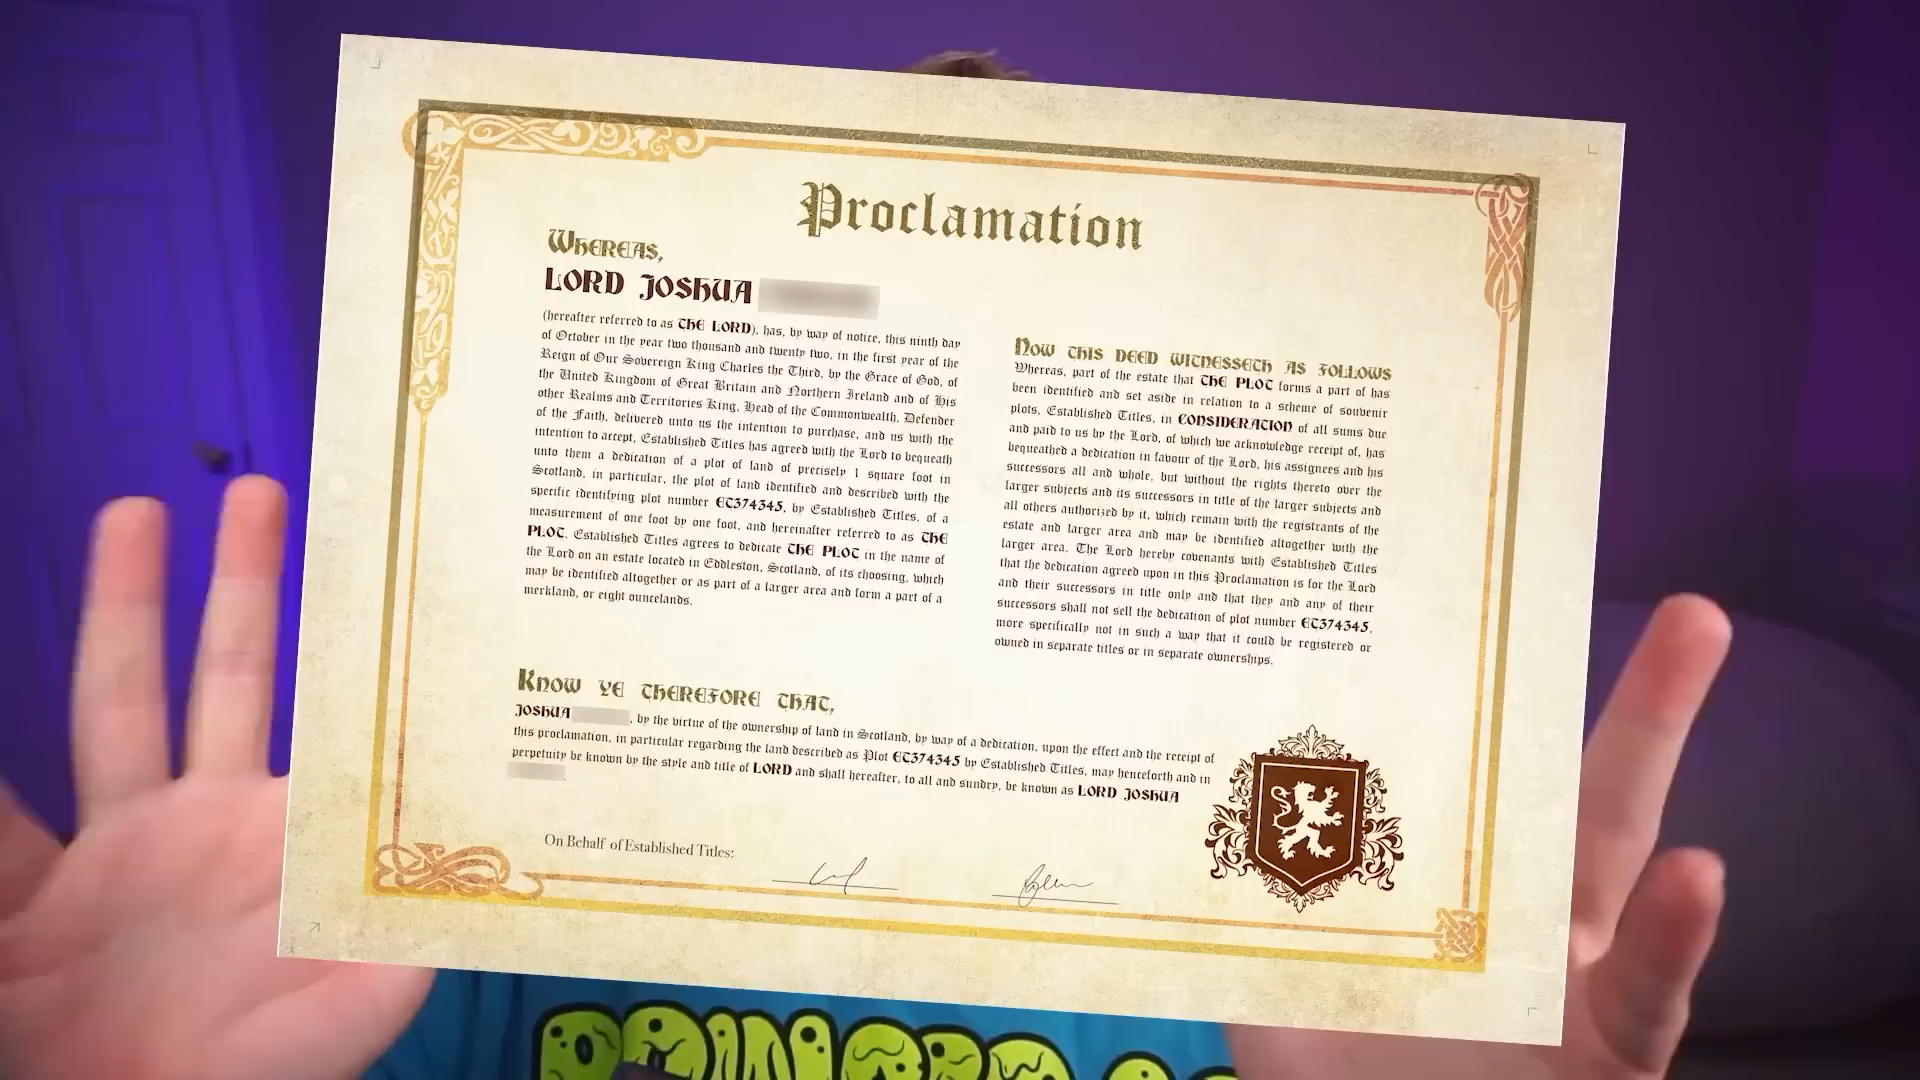 Proclamation
Whereas,
LORD JOSHUA
(hereafter referred to as THE LORD), has, by way of notice, this ninth day
of October in the year two thousand and twenty two, in the first year of the
Reign of Our Sovereign King Charles the Third, by the Grace of God, of
the United Kingdom of Great Britain and Northern Ireland and of His
other Realms and Territories King, Head of the Commonwealth, Defender
of the Faith, delivered unto us the intention to purchase, and us with the
intention to accept, Established Titles has agreed with the Lord to bequeath
unto them a dedication of a plot of land of precisely 1 square foot in
Scotland, in particular, the plot of land identified and described with the
specific identifying plot number ET374345, by Established Titles, of a
measurement of one foot by one foot, and hereinafter referred to as THE
PLOT. Established Titles agrees to dedicate THE PLOT in the name of
the Lord on an estate located in Eddleston, Scotland, of its choosing, which
may be identified altogether or as part of a larger area and form a part of a
merkland, or eight ouncelands.
Now this deed witnesseth as follows
Whereas, part of the estate that THE PLOT forms a part of has
been identified and set aside in relation to a scheme of souvenir
plots, Established Titles, in CONSIDERATION of all sums due
and paid to us by the Lord, of which we acknowledge receipt of, has
bequeathed a dedication in favour of the Lord, his assignees and his
successors all and whole, but without the rights thereto over the
larger subjects and its successors in title of the larger subjects and
all others authorized by it, which remain with the registrants of the
estate and larger area and may be identified altogether with the
larger area. The Lord hereby covenants with Established Titles
that the dedication agreed upon in this Proclamation is for the Lord
and their successors in title only and that they and any of their
successors shall not sell the dedication of plot number ET374345,
more specifically not in such a way that it could be registered or
owned in separate titles or in separate ownerships.
Know ye therefore that,
JOSHUA , by the virtue of the ownership of land in Scotland, by way of a dedication, upon the effect and the receipt of
this proclamation, in particular regarding the land described as Plot ET374345 by Established Titles, may henceforth and in
perpetuity be known by the style and title of LORD and shall hereafter, to all and sundry, be known as LORD JOSHUA
.
On Behalf of Established Titles: